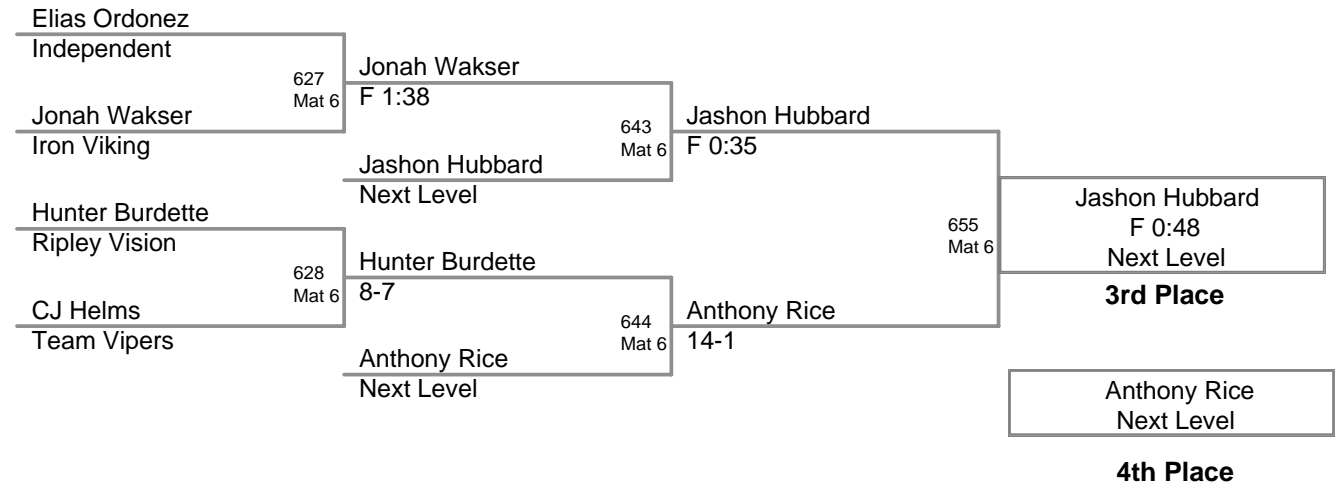 Elias Ordonez
Independent
627
Mat 6
Jonah Wakser
F 1:38
Jonah Wakser
Iron Viking
643
Mat 6
Jashon Hubbard
F 0:35
Jashon Hubbard
Next Level
Hunter Burdette
Ripley Vision
655
Mat 6
Jashon Hubbard
F 0:48
Next Level
3rd Place
628
Mat 6
Hunter Burdette
8-7
CJ Helms
Team Vipers
644
Mat 6
Anthony Rice
14-1
Anthony Rice
Next Level
Anthony Rice
Next Level
4th Place